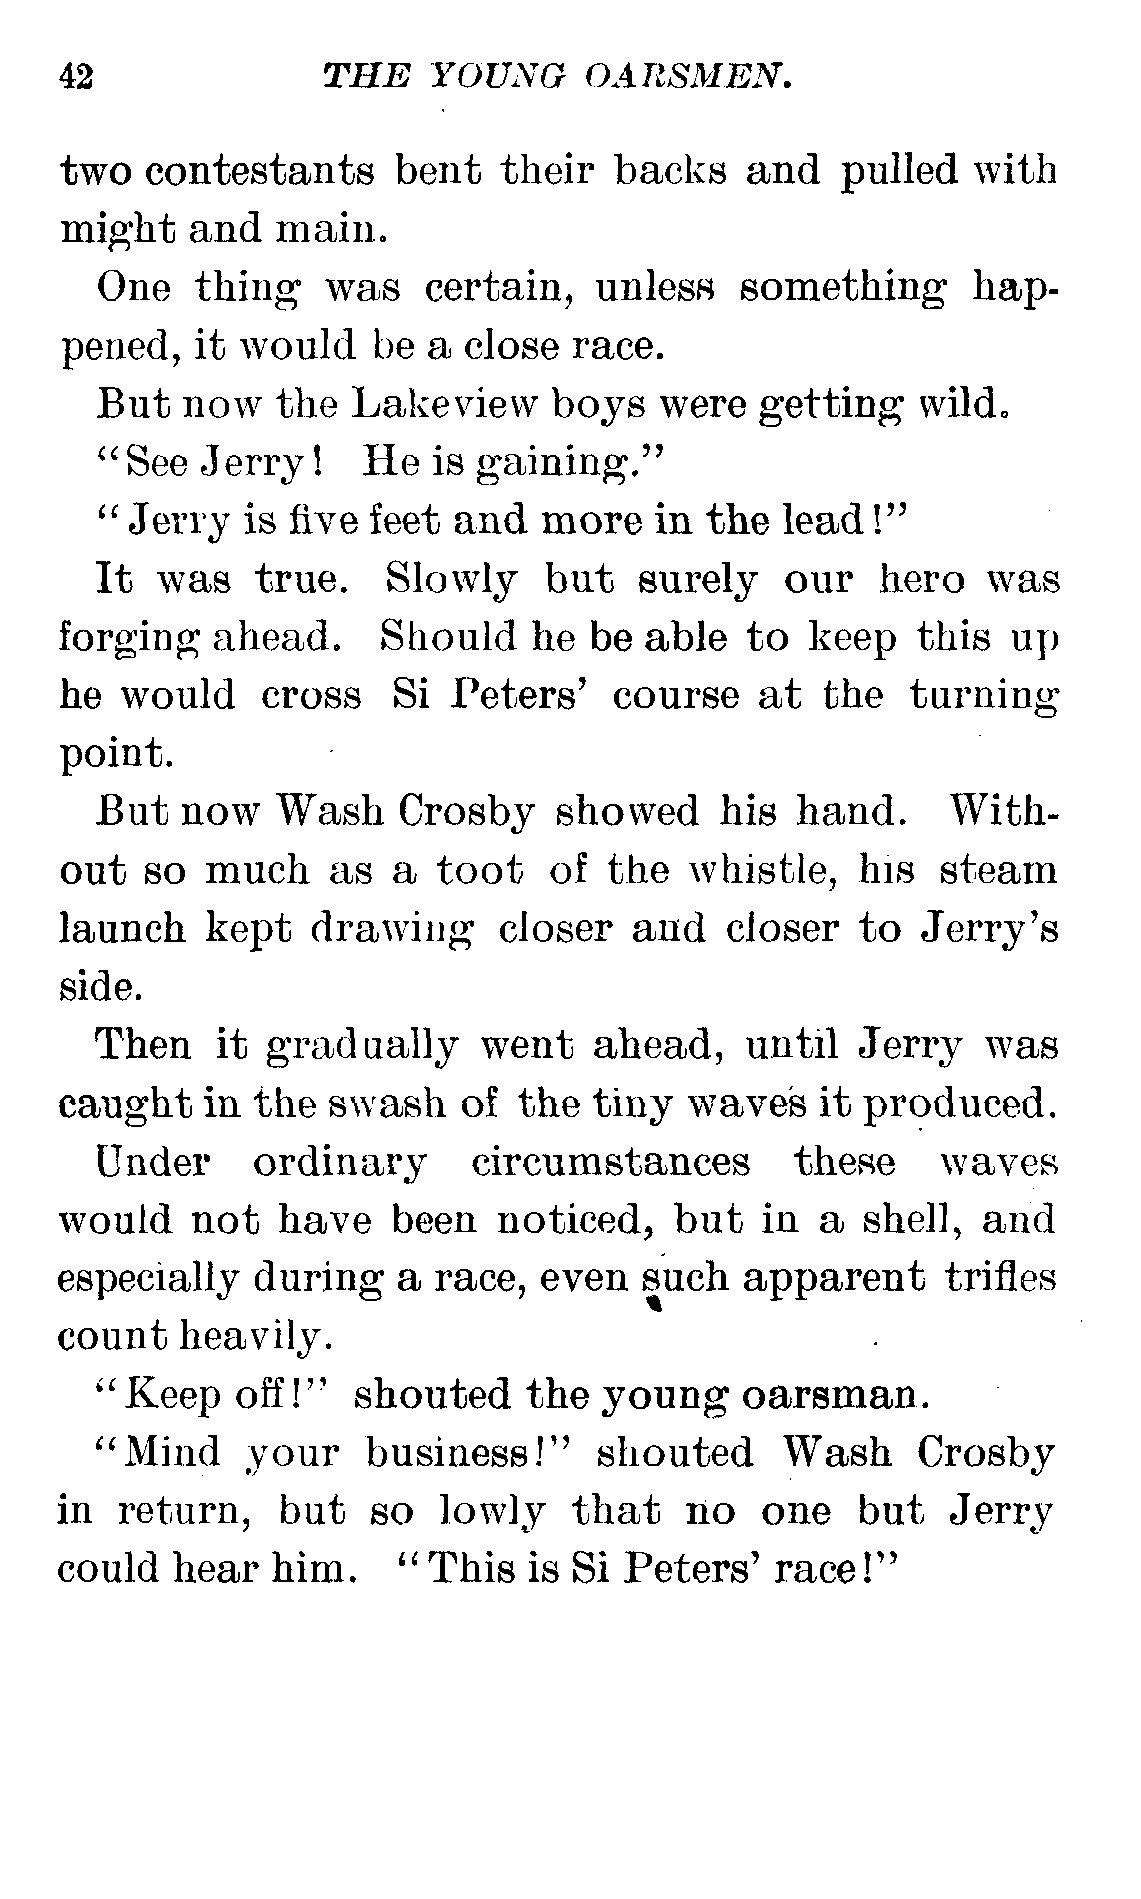 42 THE YOUNG OARSMEN.
two contestants bent their backs and pulled with
might and main.
One thing was certain, unless something hap-
pened, it would be a close race.
But now the Lakeview boys were getting wild.
"See Jerry! He is gaining."
"Jerry is five feet and more in the lead!"
It was true. Slowly but surely our hero was
forging ahead. Should he be able to keep this up
he would cross Si Peters' course at the turning
point.
But now Wash Crosby showed his hand. With-
out so much as a toot of the whistle, his steam
launch kept drawing closer and closer to Jerry's
side.
Then it gradually went ahead, until Jerry was
caught in the swash of the tiny waves it produced.
Under ordinary circumstances these waves
would not have been noticed, but in a shell, and
especially during a race, even such apparent trifles
count heavily.
"Keep off!" shouted the young oarsman.
"Mind your business!" shouted Wash Crosby
in return, but so lowly that no one but Jerry
could hear him. "This is Si Peters' race!"